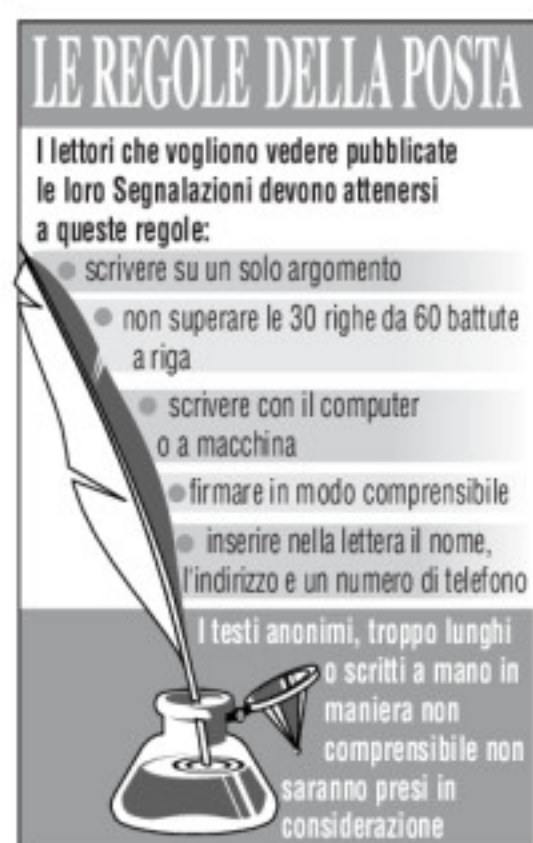 LE REGOLE DELLA POSTA
I lettori che vogliono vedere pubblicate
le loro Segnalazioni devono attenersi
a queste regole:
scrivere su un solo argomento
non superare le 30 righe da 60 battute
a riga
scrivere con il computer
o a macchina
firmare in modo comprensibile
inserire nella lettera il nome,
l'indirizzo e un numero di telefono
I testi anonimi, troppo lunghi
o scritti a mano in
maniera non
comprensibile non
saranno presi in
considerazione